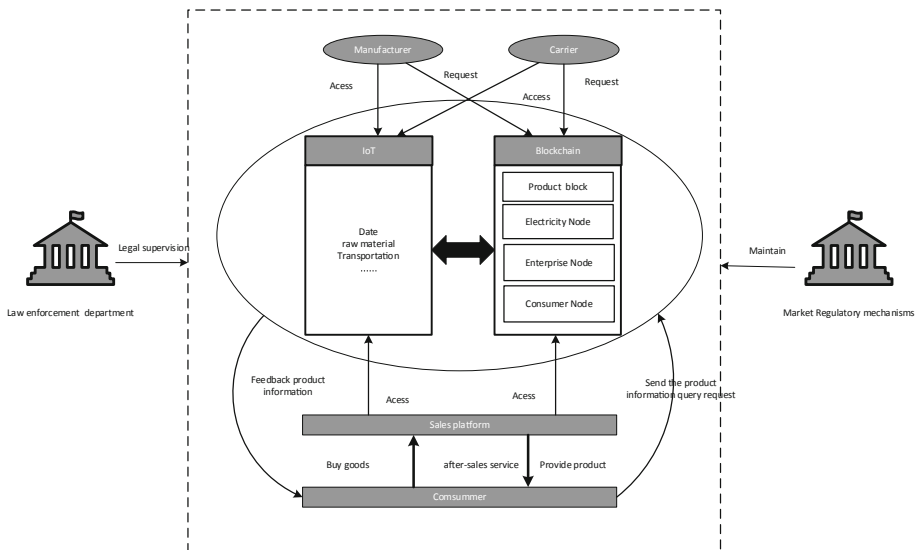 Manufacturer
Carrier
Acess
Request
Access
Request
IoT
Blockchain
Product block
Electricity Node
Enterprise Node
Consumer Node
Date
raw material
Transportation
......
Legal supervision
Law enforcement department
Maintain
Market Regulatory mechanisms
Feedback product
information
Acess
Acess
Send the product
information query request
Sales platform
Buy goods
after-sales service
Provide product
Comsummer